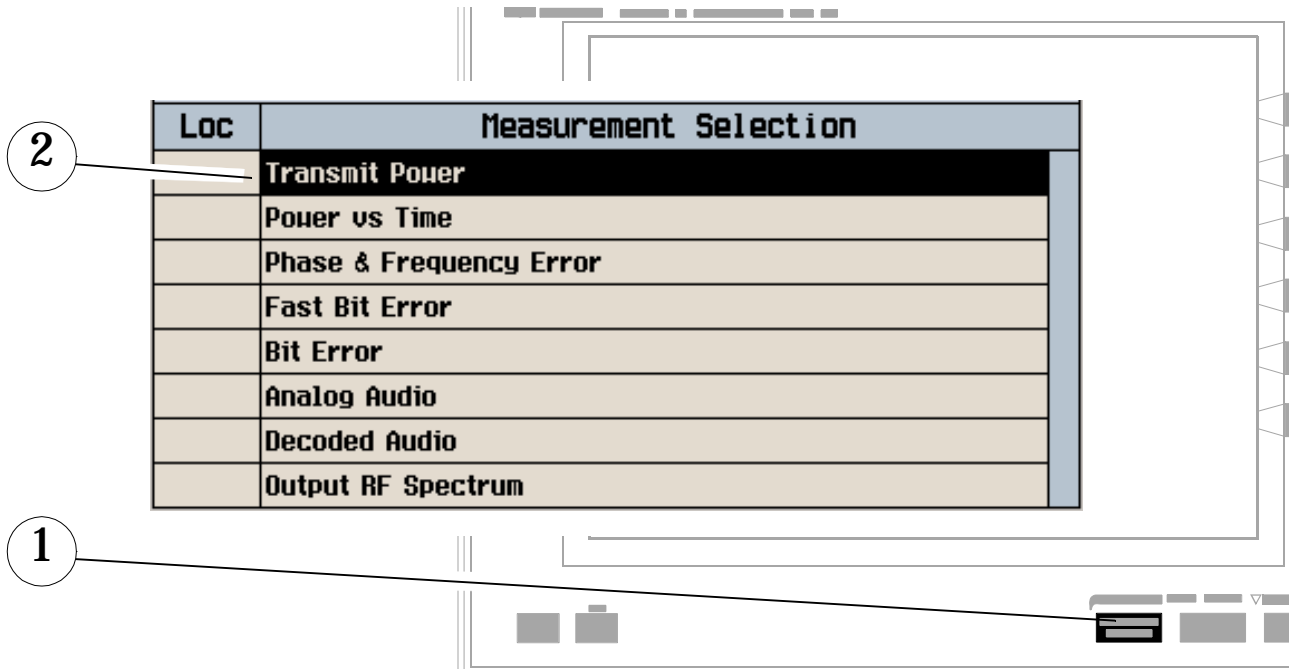 Loc Measurement Selection
2
Transmit Power
Power vs Time
Phase & Frequency Error
Fast Bit Error
Bit Error
Analog Audio
Decoded Audio
Output RF Spectrum
1